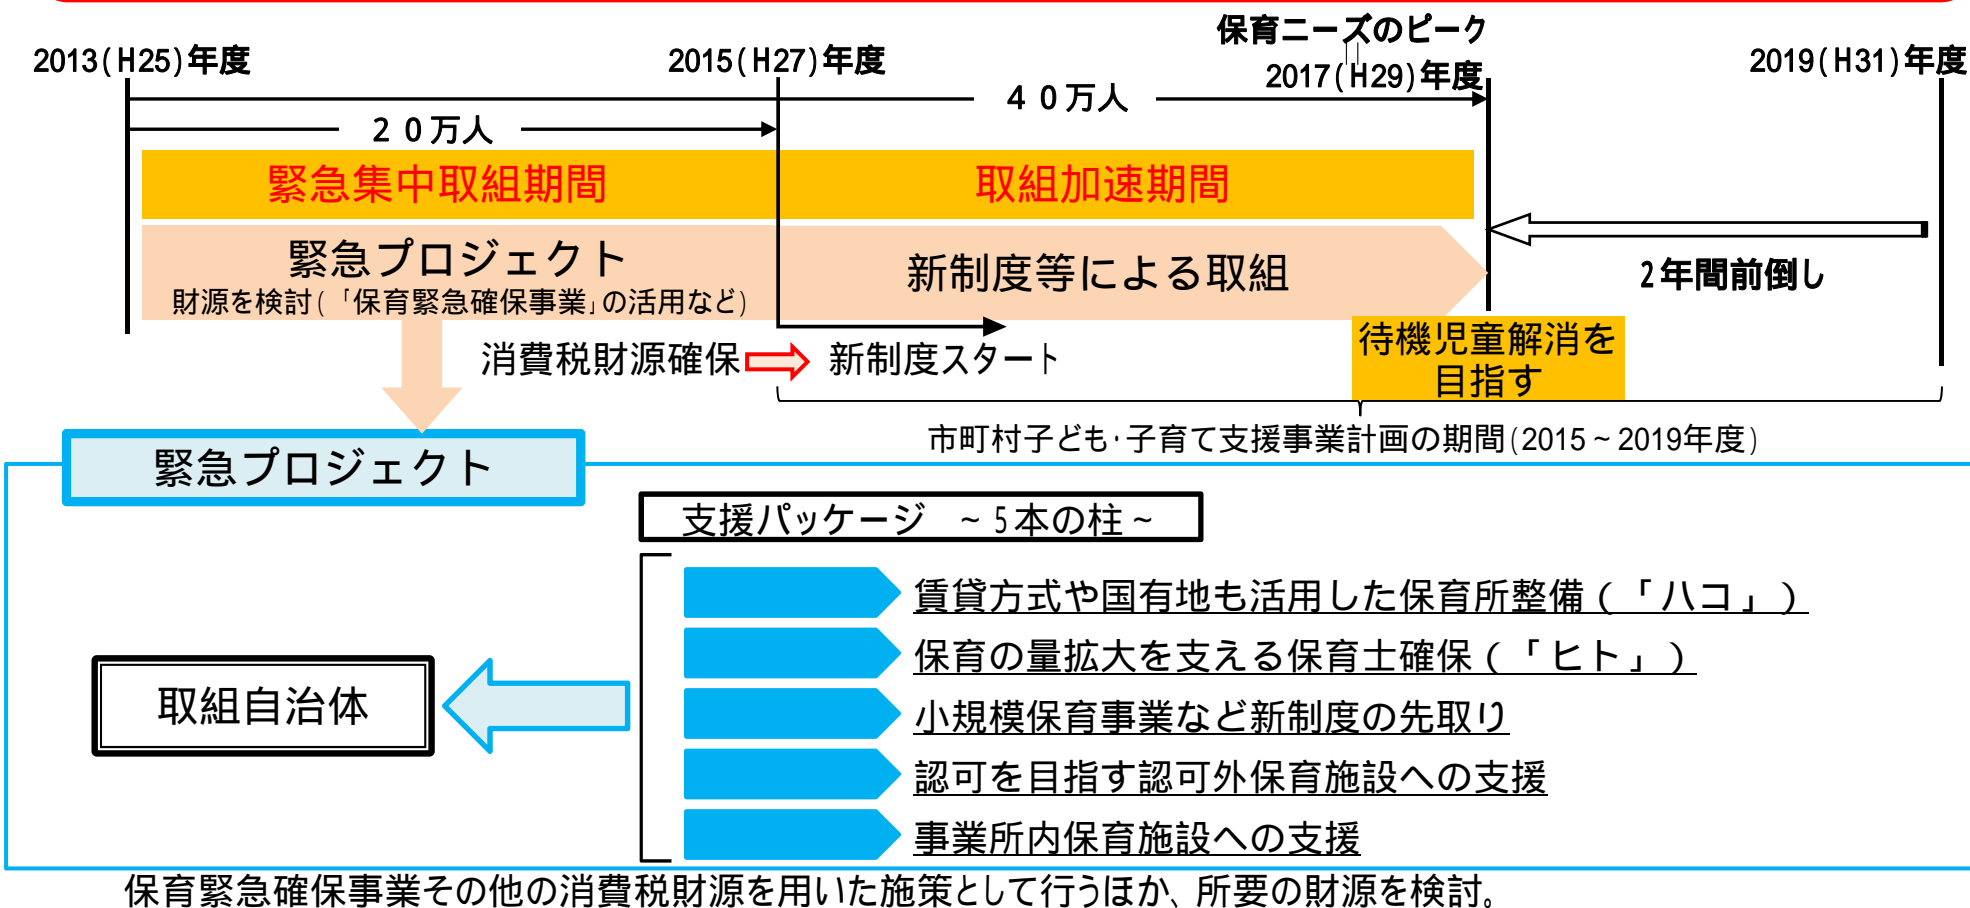 保育ニーズのピーク
||
2013(H25)年度
2015(H27)年度
2017(H29)年度
2019(H31)年度
４０万人
２０万人
緊急集中取組期間
取組加速期間
緊急プロジェクト
財源を検討(「保育緊急確保事業」の活用など)
新制度等による取組
2年間前倒し
消費税財源確保
新制度スタート
待機児童解消を
目指す
市町村子ども・子育て支援事業計画の期間(2015～2019年度)
緊急プロジェクト
支援パッケージ　～5本の柱～
賃貸方式や国有地も活用した保育所整備(「ハコ」)
保育の量拡大を支える保育士確保(「ヒト」)
小規模保育事業など新制度の先取り
認可を目指す認可外保育施設への支援
事業所内保育施設への支援
取組自治体
保育緊急確保事業その他の消費税財源を用いた施策として行うほか、所要の財源を検討。